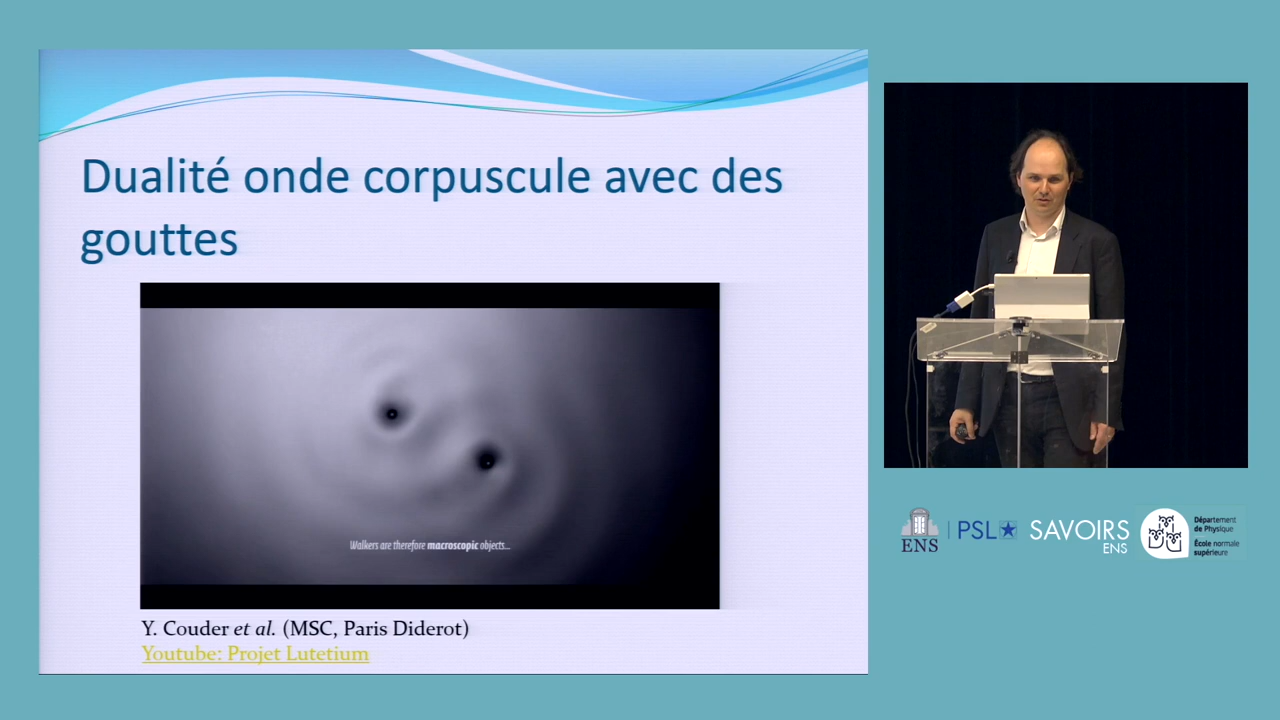 Dualité onde corpuscule avec des
gouttes
Walkers are therefore macroscopic objects...
Y. Couder et al. (MSC, Paris Diderot)
Youtube: Projet Lutetium
ENS
PSL
SAVOIRS
ENS
Département
de Physique
École normale
supérieure